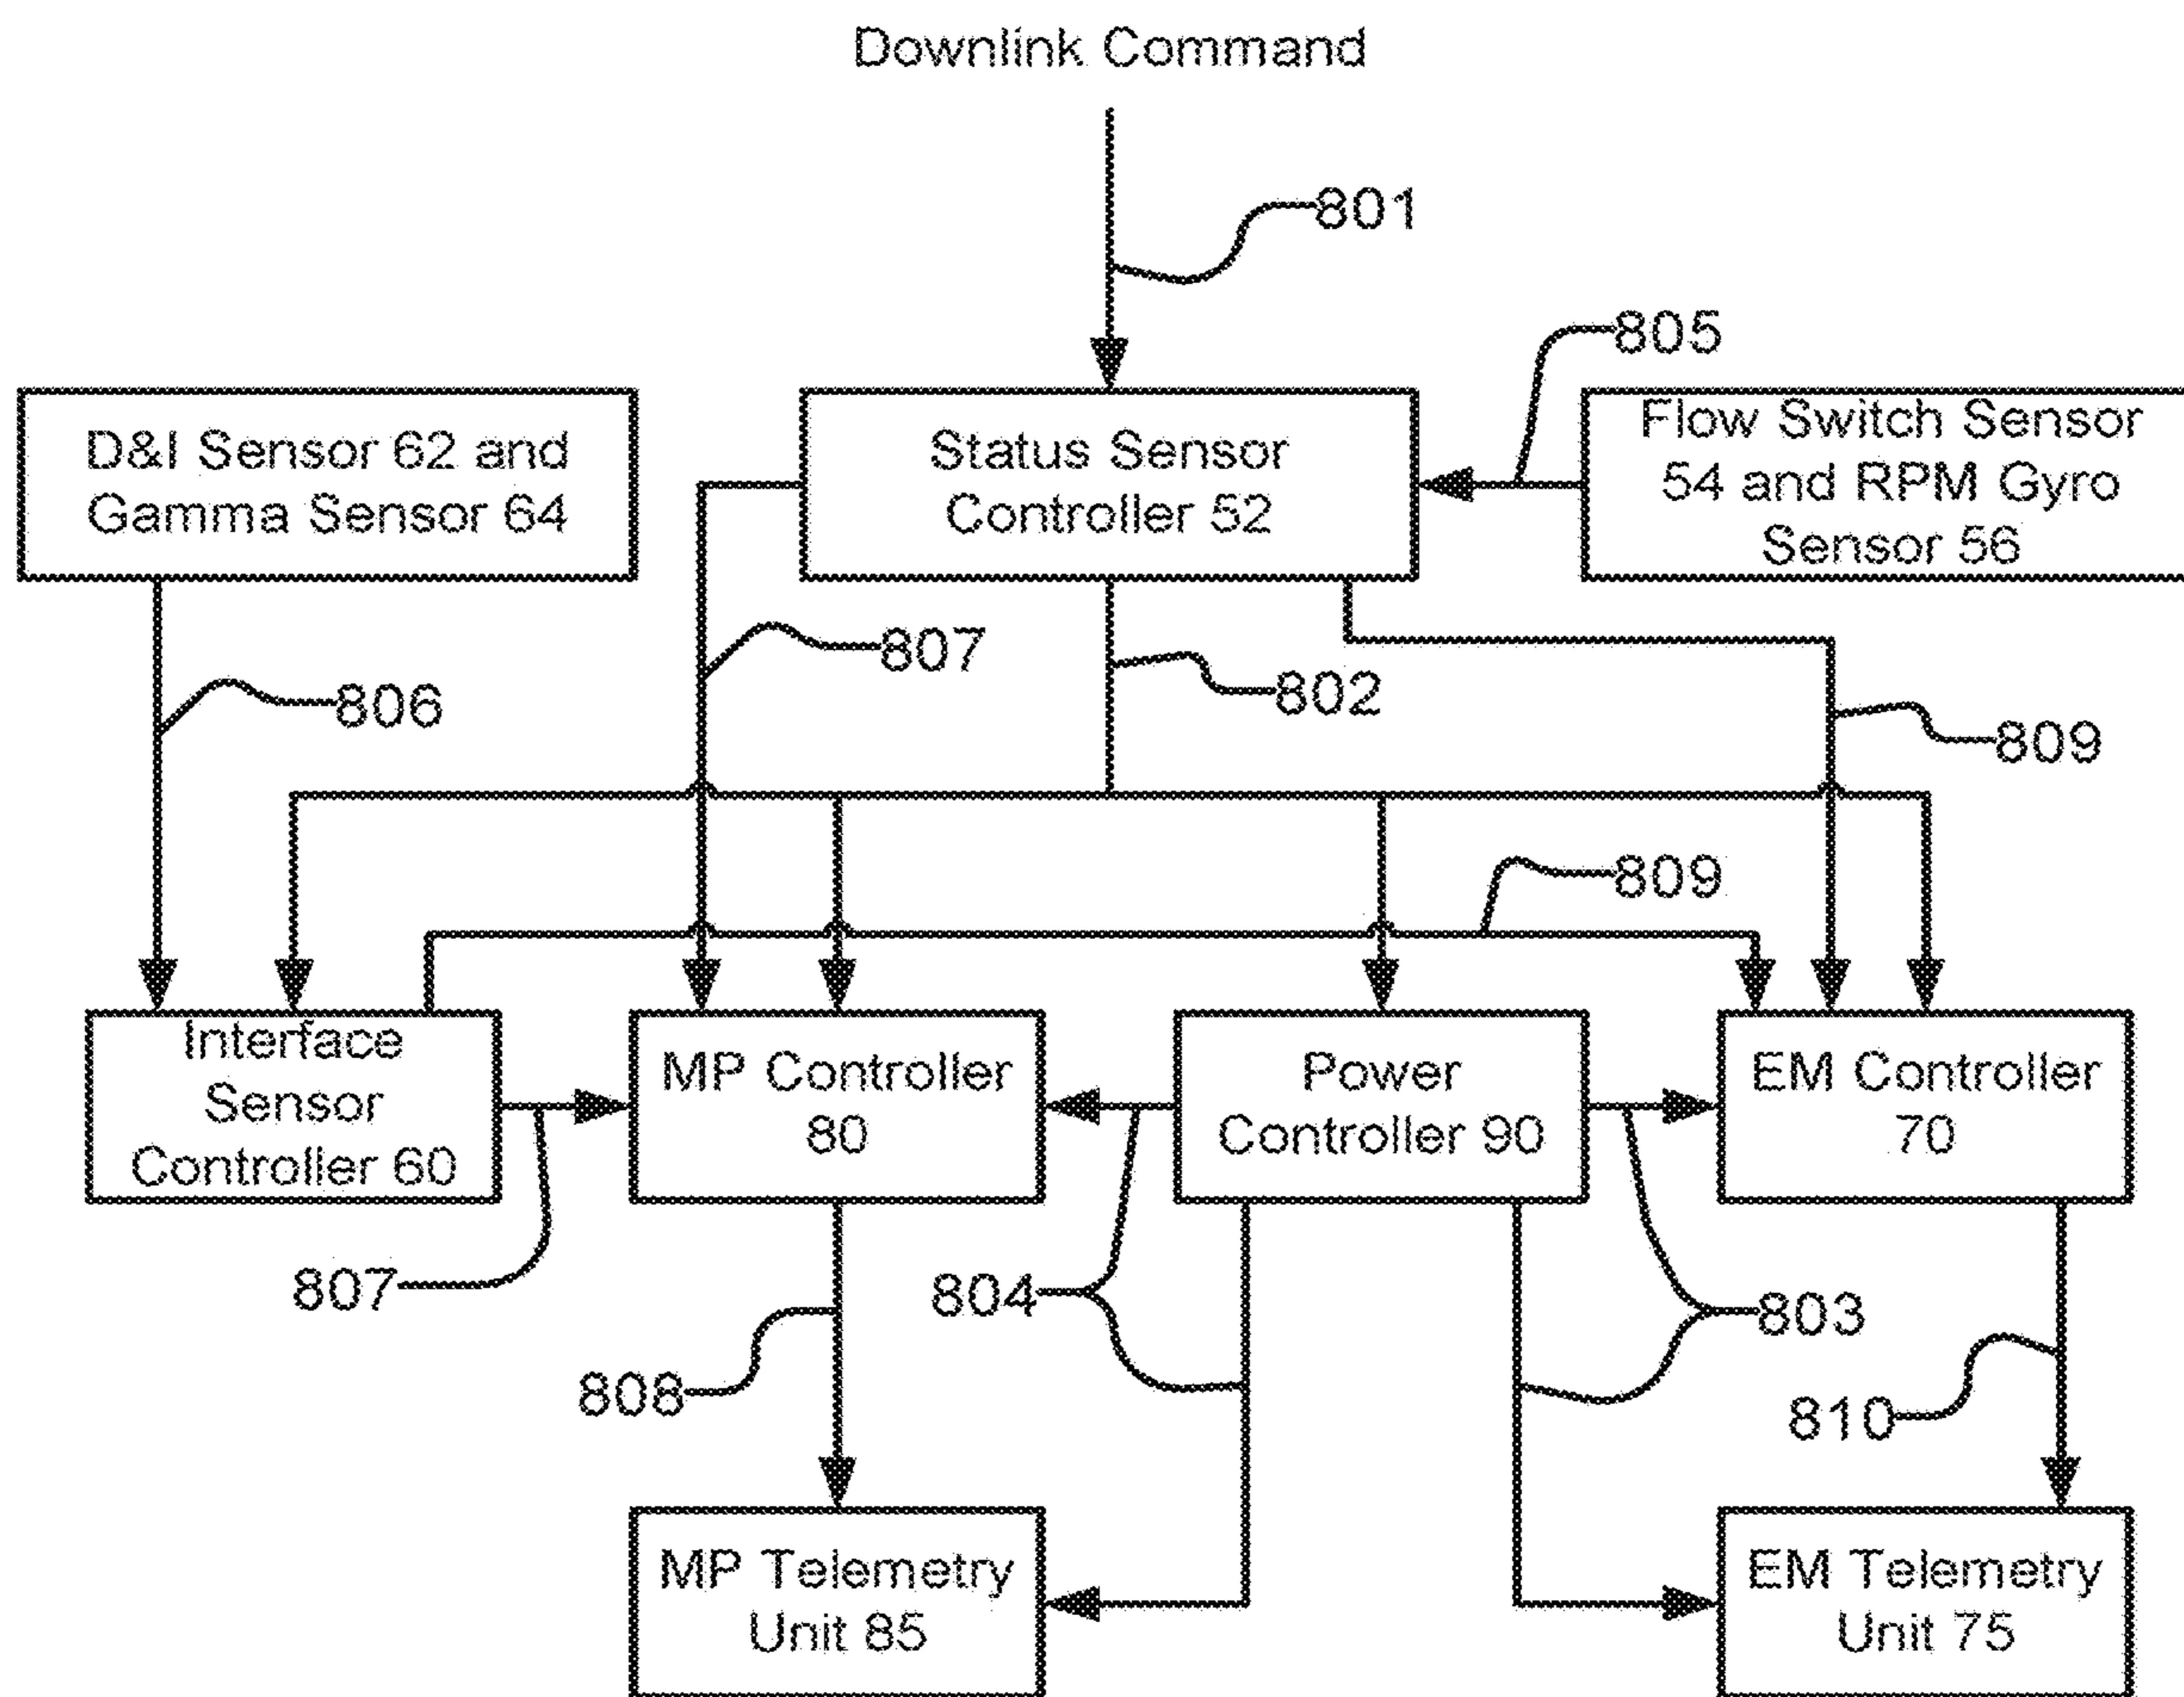 Downlink Command
801
805
D&I Sensor 62 and
Gamma Sensor 64
Status Sensor
Controller 52
Flow Switch Sensor
54 and RPM Gyro
Sensor 56
807
802
806
809
809
Interface
Sensor
Controller 60
MP Controller
80
Power
Controller 90
EM Controller
70
807
804
803
808
810
MP Telemetry
Unit 85
EM Telemetry
Unit 75